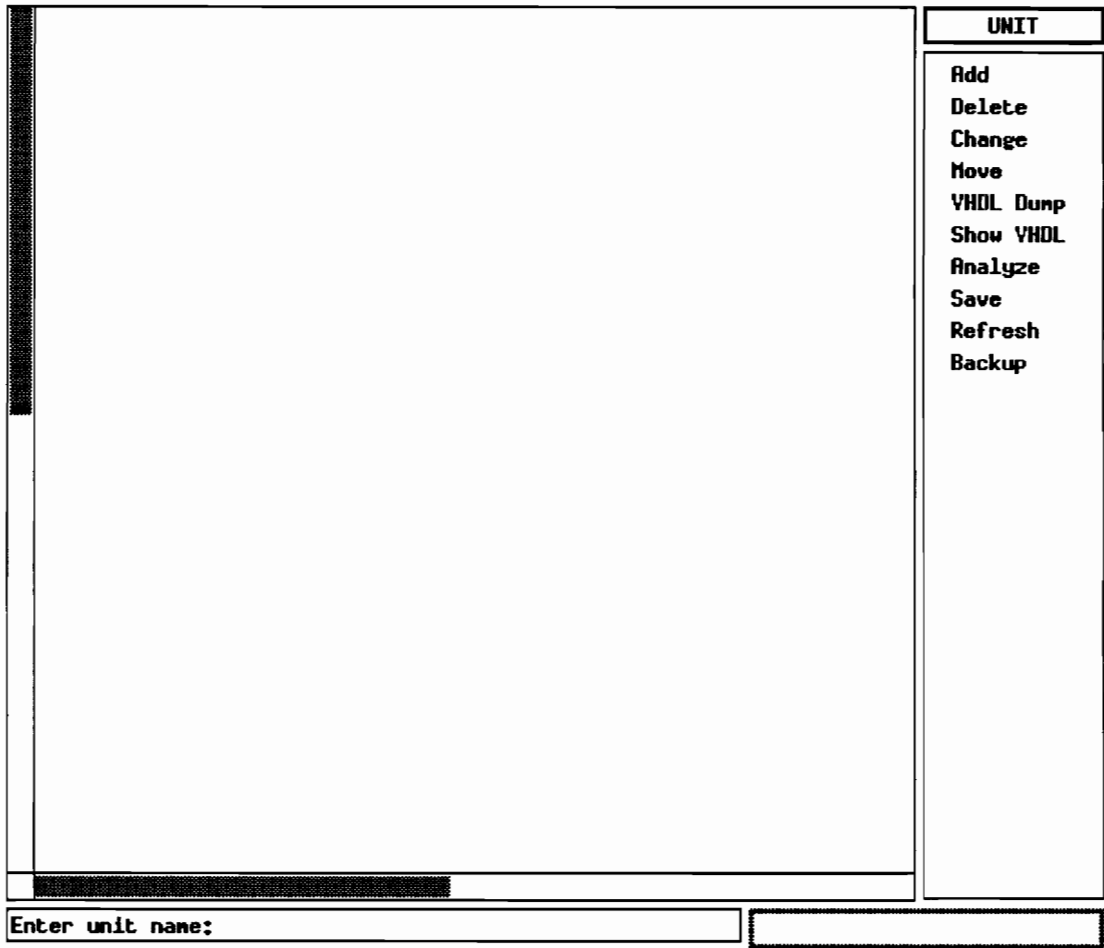 UNIT
Add
Delete
Change
Move
VHDL Dump
Show VHDL
Analyze
Save
Refresh
Backup
Enter unit name: